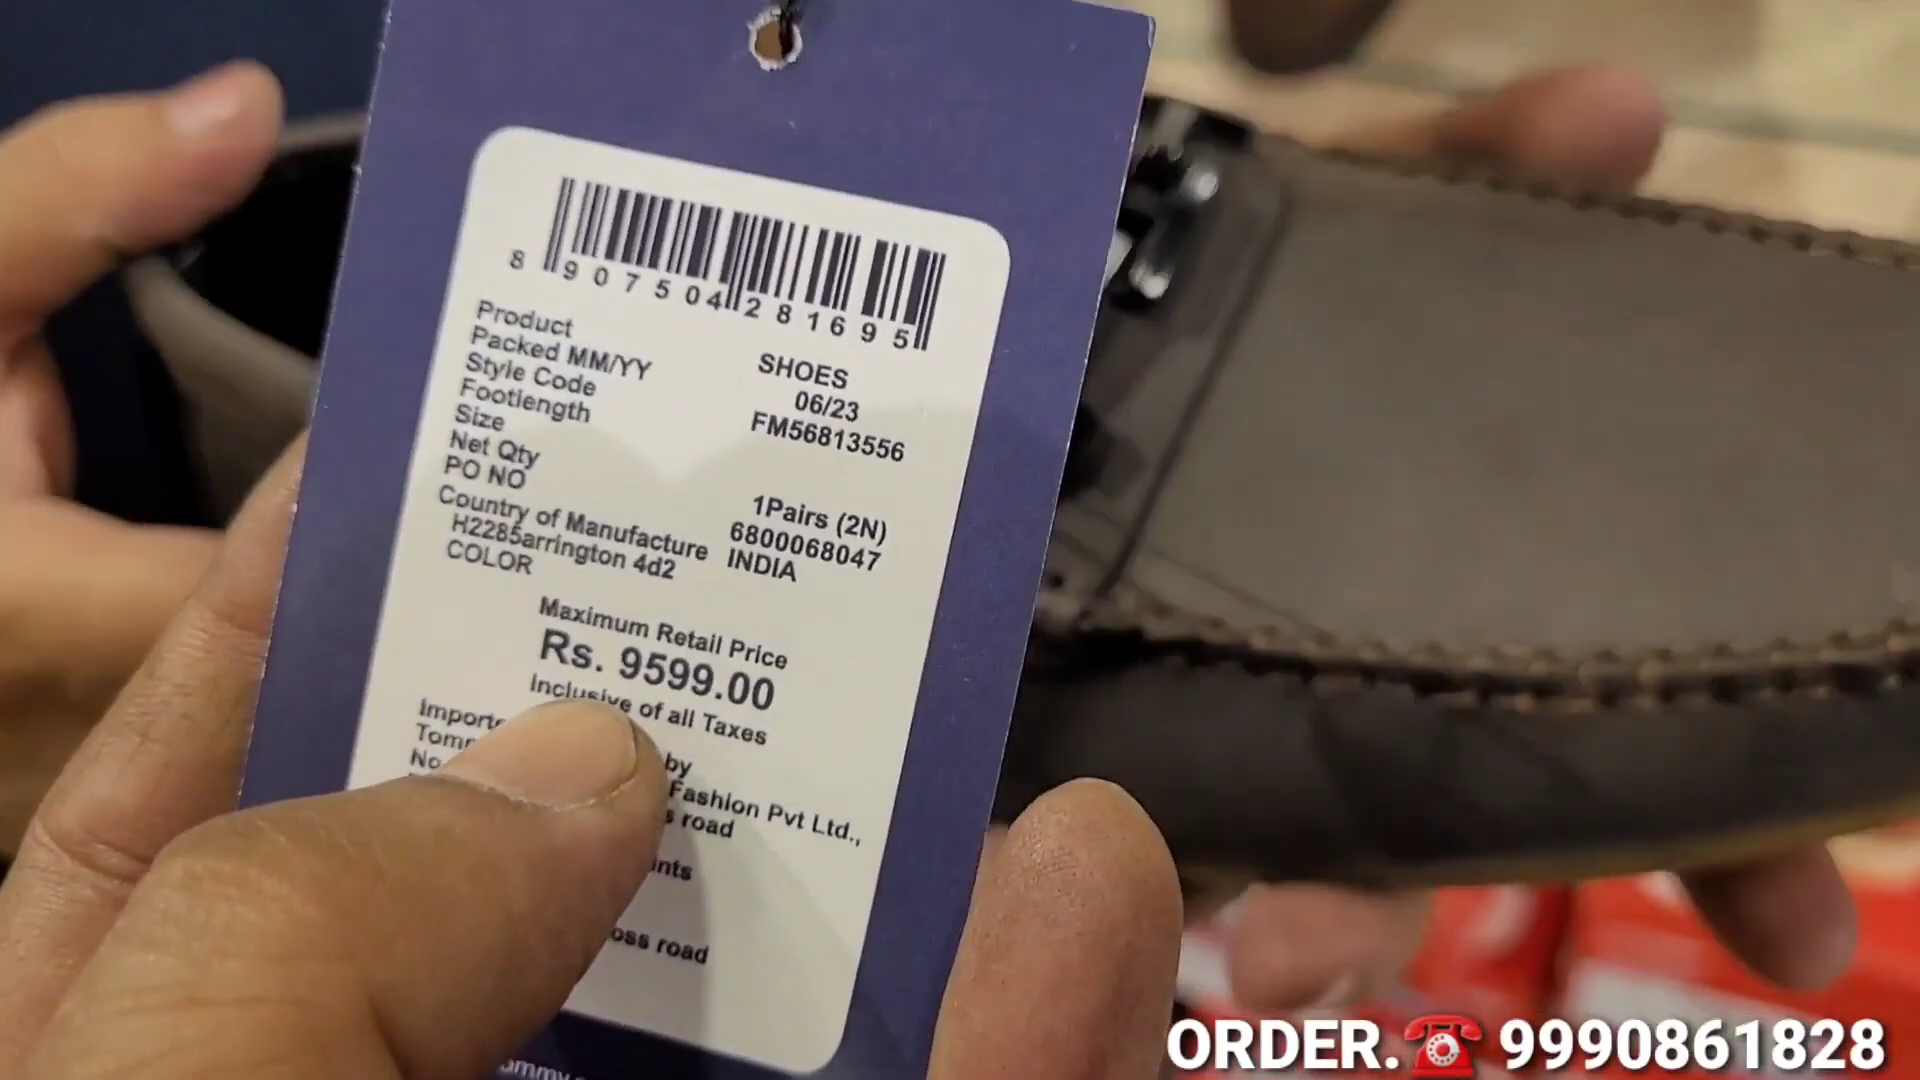 8 907504 281695
Product SHOES
Packed MM/YY 06/23
Style Code FM56813556
Footlength
Size
Net Qty 1Pairs (2N)
PO NO 6800068047
Country of Manufacture INDIA
H2285arrington 4d2
COLOR
Maximum Retail Price
Rs. 9599.00
Inclusive of all Taxes
by
Fashion Pvt Ltd.,
road
road
ORDER.☎️ 9990861828